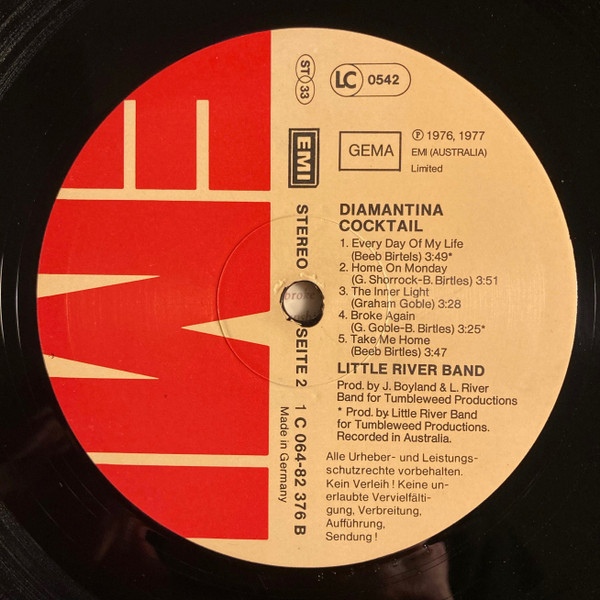 ST
33
LC 0542
EMI
GEMA
℗ 1976, 1977
EMI (AUSTRALIA)
Limited
DIAMANTINA
COCKTAIL
1. Every Day Of My Life
(Beeb Birtels) 3:49*
2. Home On Monday
(G. Shorrock-B. Birtles) 3:51
3. The Inner Light
(Graham Goble) 3:28
4. Broke Again
(G. Goble-B. Birtles) 3:25*
5. Take Me Home
(Beeb Birtles) 3:47
LITTLE RIVER BAND
Prod. by J. Boyland & L. River
Band for Tumbleweed Productions
* Prod. by Little River Band
for Tumbleweed Productions.
Recorded in Australia.
Alle Urheber- und Leistungs-
schutzrechte vorbehalten.
Kein Verleih! Keine un-
erlaubte Vervielfälti-
gung, Verbreitung,
Aufführung,
Sendung!
STEREO
SEITE 2
1 C 064-82 376 B
Made in Germany
EMI